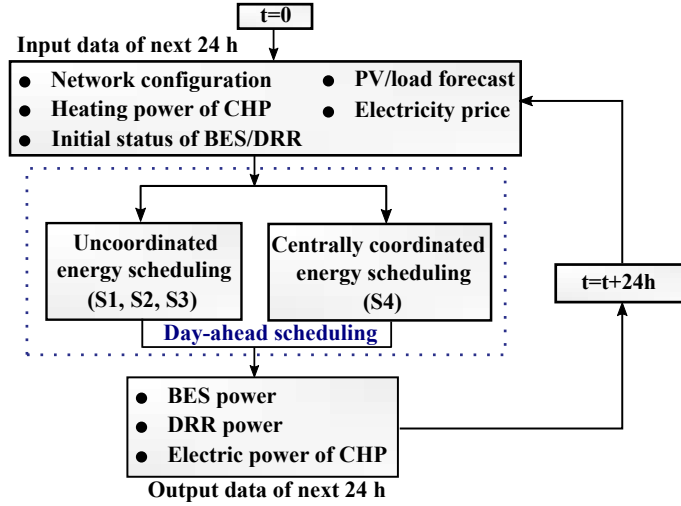 t=0
Input data of next 24 h
● Network configuration
● Heating power of CHP
● Initial status of BES/DRR
● PV/load forecast
● Electricity price
Uncoordinated
energy scheduling
(S1, S2, S3)
Centrally coordinated
energy scheduling
(S4)
Day-ahead scheduling
t=t+24h
● BES power
● DRR power
● Electric power of CHP
Output data of next 24 h